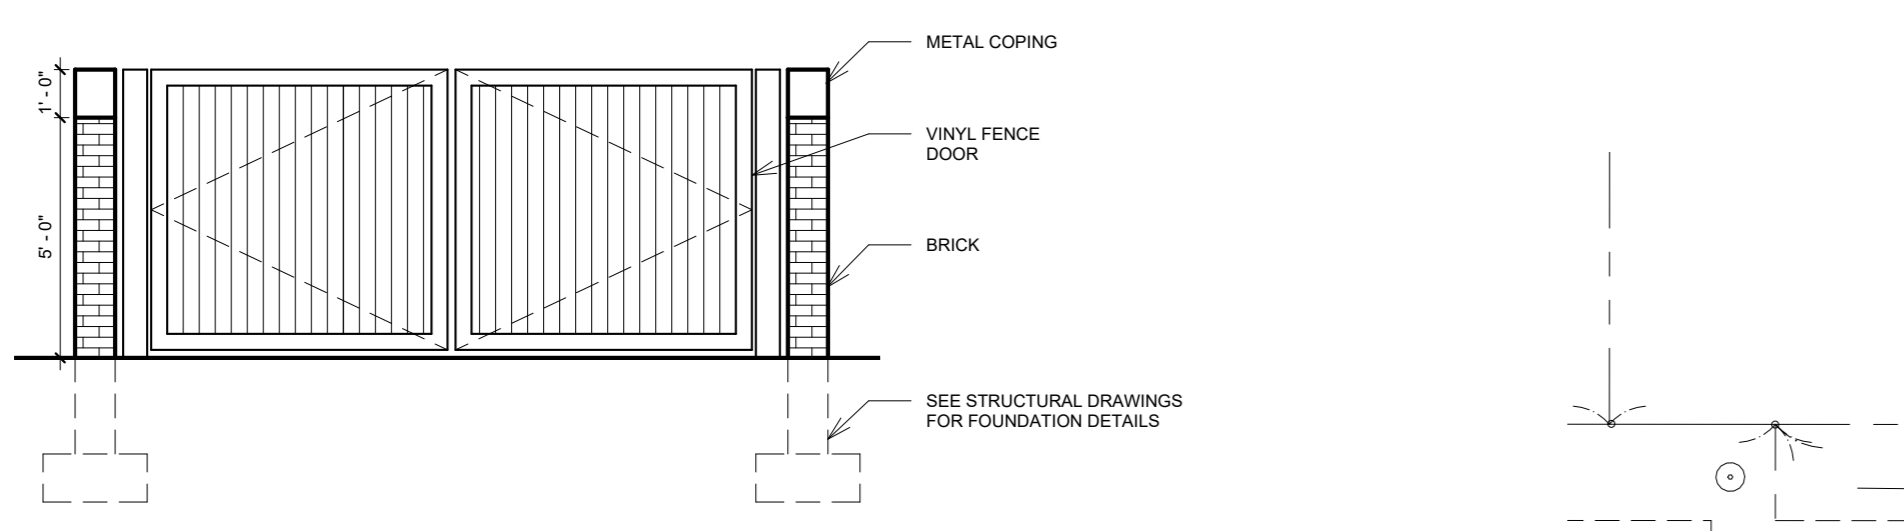 METAL COPING
1' - 0"
VINYL FENCE
DOOR
5' - 0"
BRICK
SEE STRUCTURAL DRAWINGS
FOR FOUNDATION DETAILS